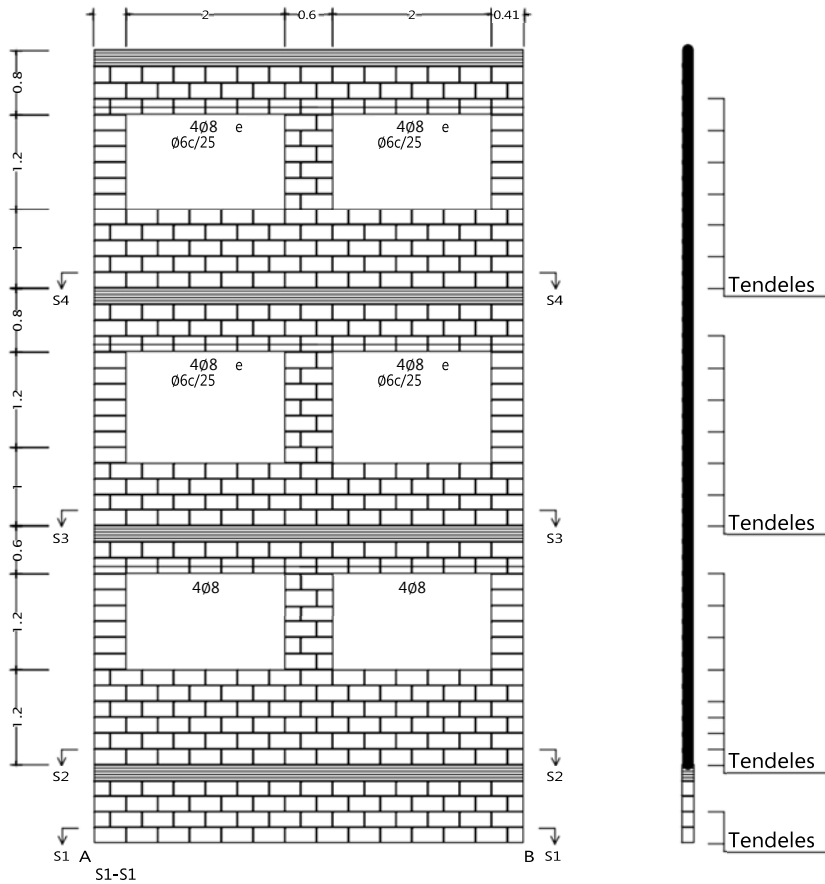 2 0.6 2 0.41
0.8
4Ø8 e 4Ø8 e
Ø6c/25 Ø6c/25
1.2
1
S4 S4
Tendeles
0.8
4Ø8 e 4Ø8 e
Ø6c/25 Ø6c/25
1.2
1
S3 S3
Tendeles
0.6
4Ø8 4Ø8
1.2
1.2
S2 S2
Tendeles
S1 A B S1
Tendeles
S1-S1